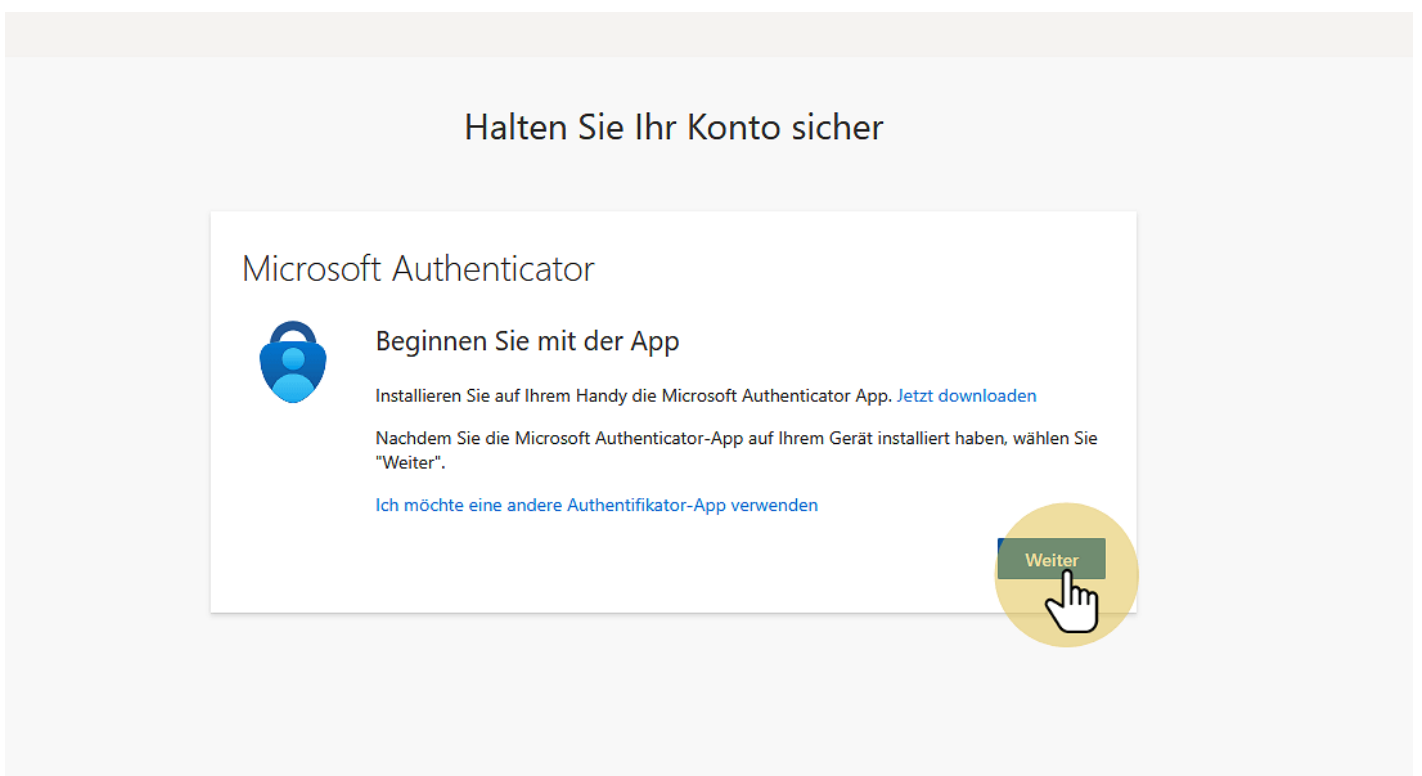 Halten Sie Ihr Konto sicher
Microsoft Authenticator
Beginnen Sie mit der App
Installieren Sie auf Ihrem Handy die Microsoft Authenticator App. Jetzt downloaden
Nachdem Sie die Microsoft Authenticator-App auf Ihrem Gerät installiert haben, wählen Sie
"Weiter".
Ich möchte eine andere Authentifikator-App verwenden
Weiter